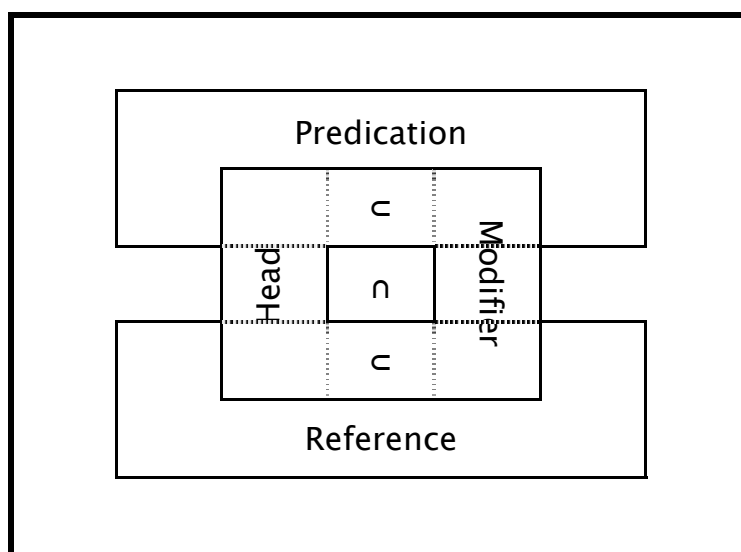 Predication
⊂
Head
∩
Modifier
⊂
Reference